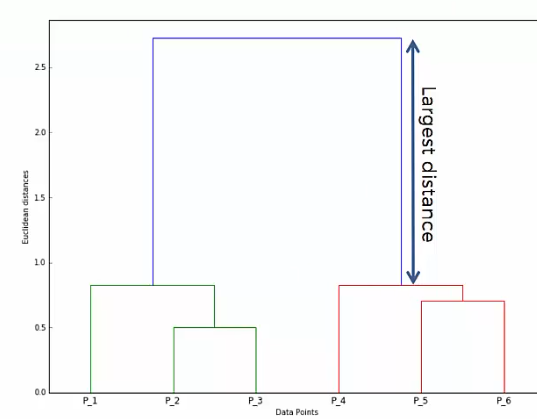 2.5
2.0
1.5
1.0
0.5
0.0
Euclidean distances
Largest distance
P_1 P_2 P_3 P_4 P_5 P_6
Data Points